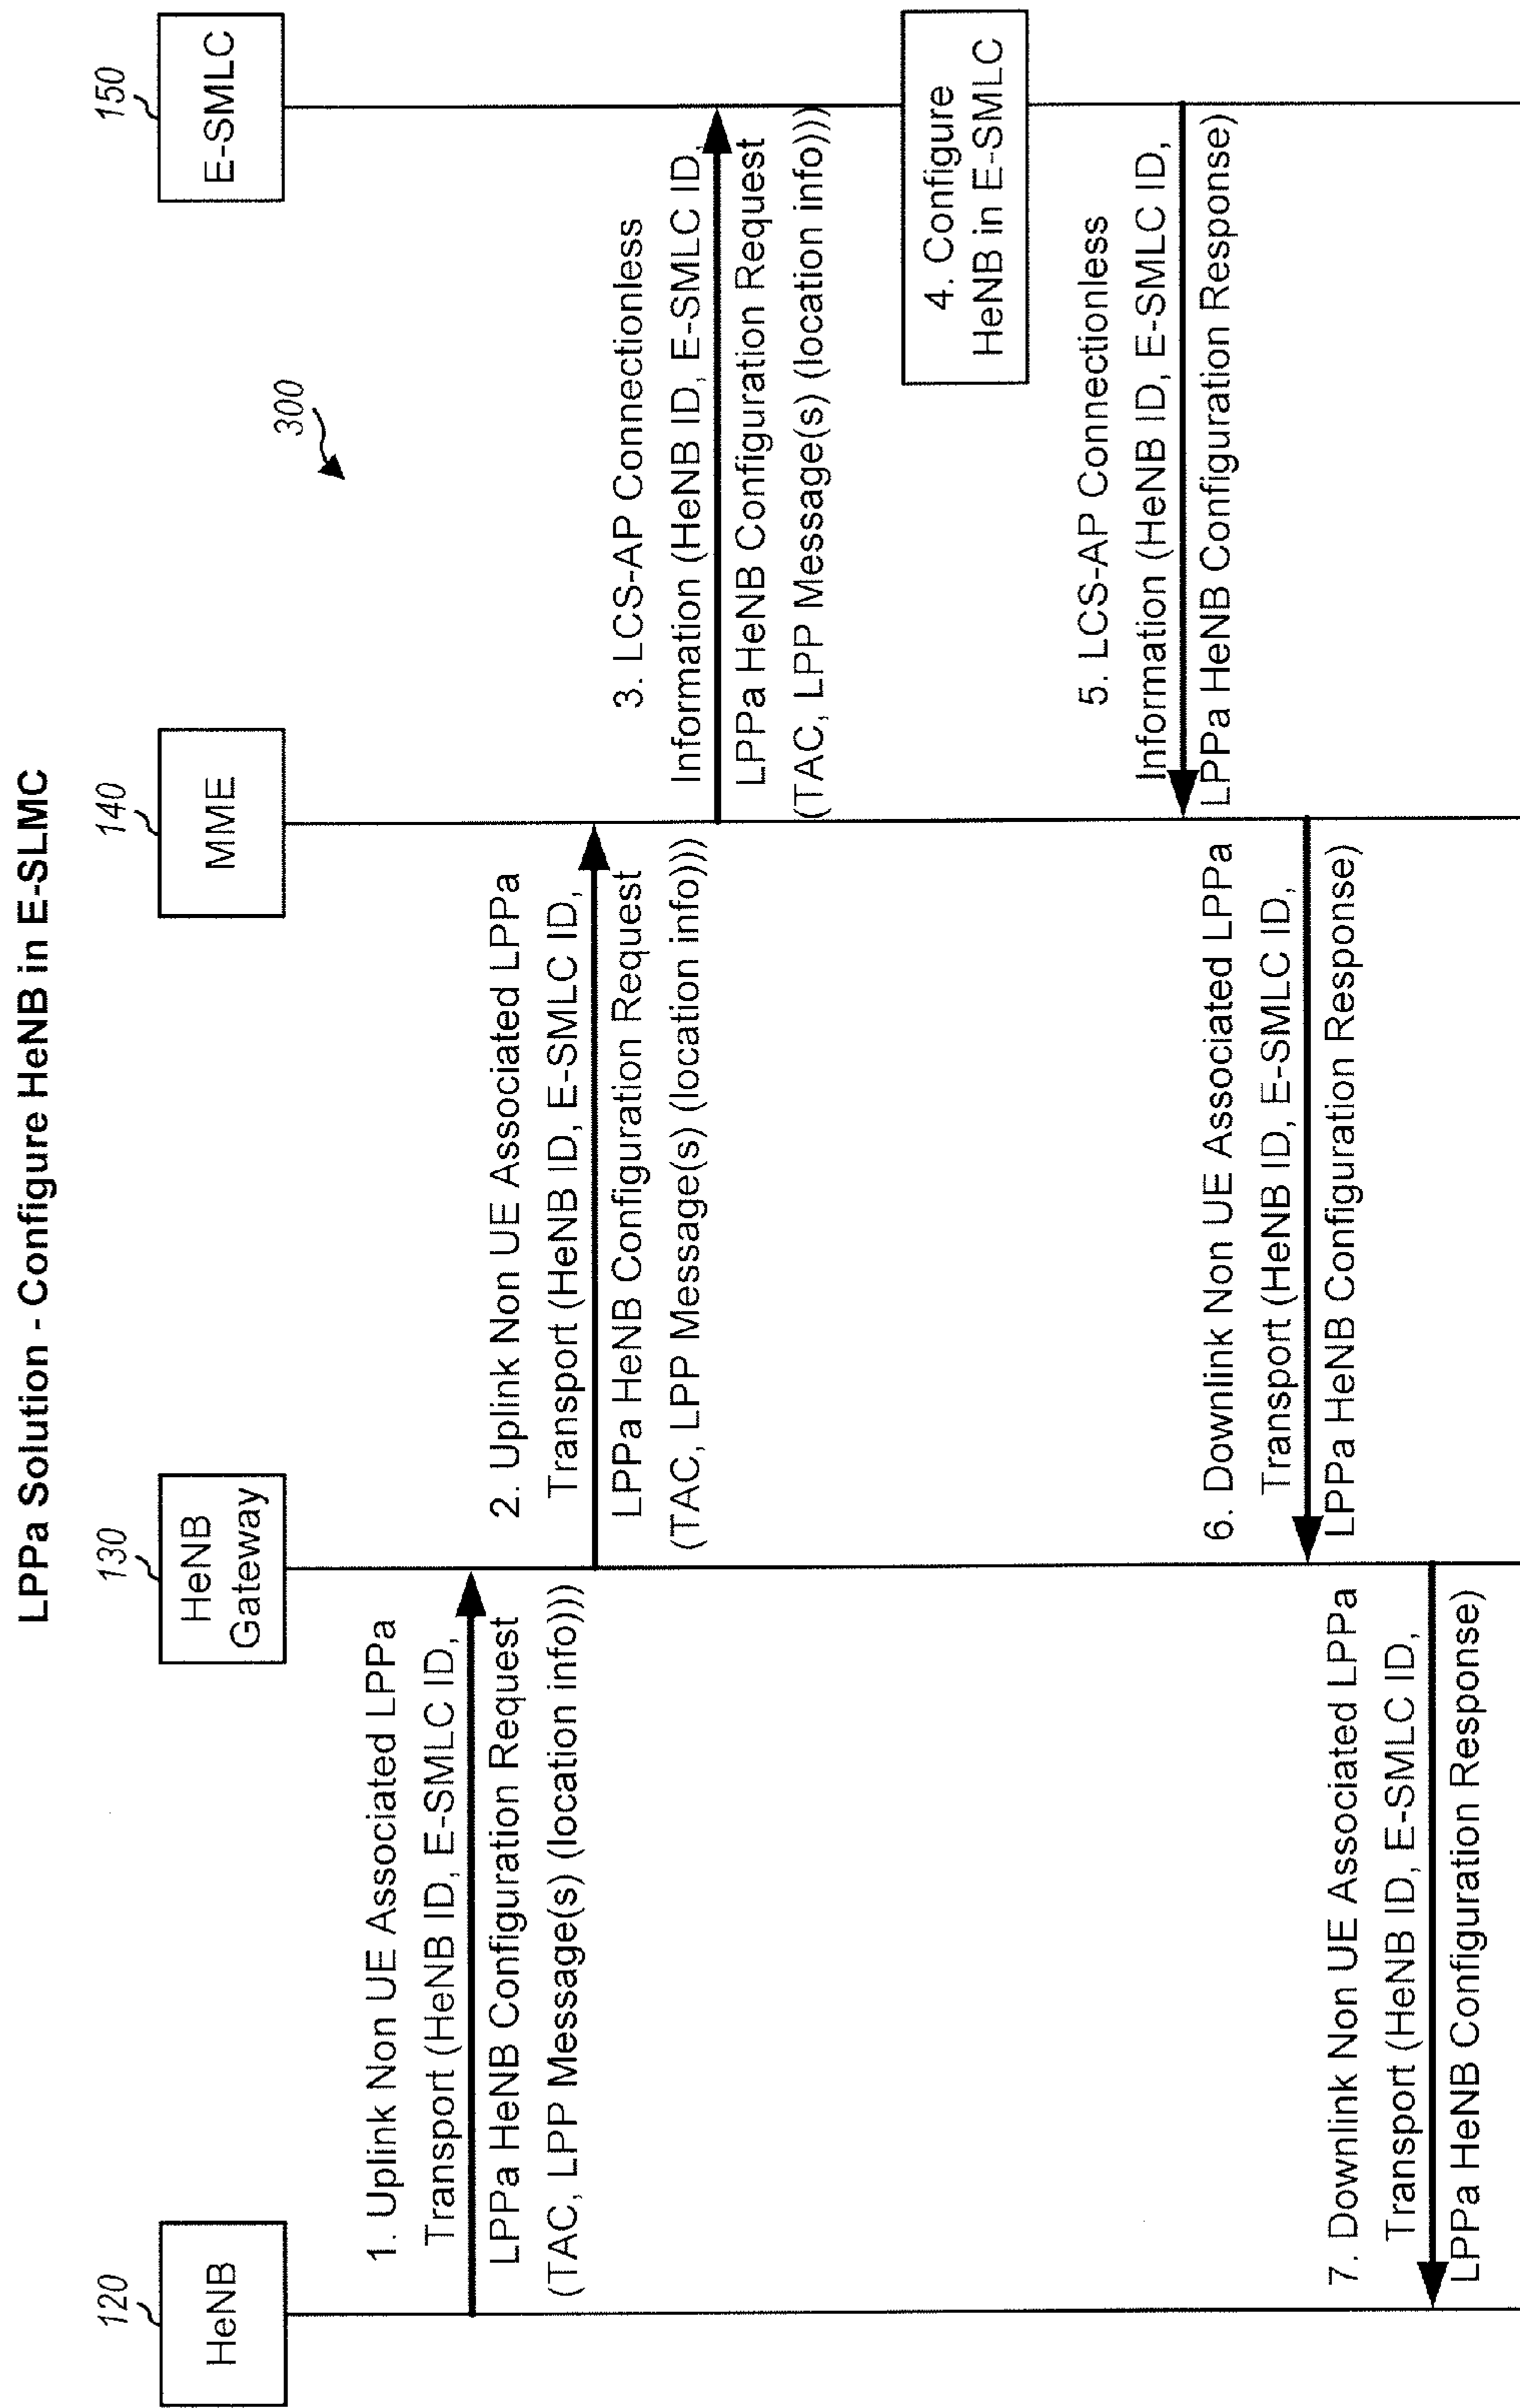 LPPa Solution - Configure HeNB in E-SLMC
120
130
140
150
HeNB
HeNB
Gateway
MME
E-SMLC
300
1. Uplink Non UE Associated LPPa
Transport (HeNB ID, E-SMLC ID,
LPPa HeNB Configuration Request
(TAC, LPP Message(s) (location info)))
2. Uplink Non UE Associated LPPa
Transport (HeNB ID, E-SMLC ID,
LPPa HeNB Configuration Request
(TAC, LPP Message(s) (location info)))
3. LCS-AP Connectionless
Information (HeNB ID, E-SMLC ID,
LPPa HeNB Configuration Request
(TAC, LPP Message(s) (location info)))
4. Configure
HeNB in E-SMLC
5. LCS-AP Connectionless
Information (HeNB ID, E-SMLC ID,
LPPa HeNB Configuration Response)
6. Downlink Non UE Associated LPPa
Transport (HeNB ID, E-SMLC ID,
LPPa HeNB Configuration Response)
7. Downlink Non UE Associated LPPa
Transport (HeNB ID, E-SMLC ID,
LPPa HeNB Configuration Response)